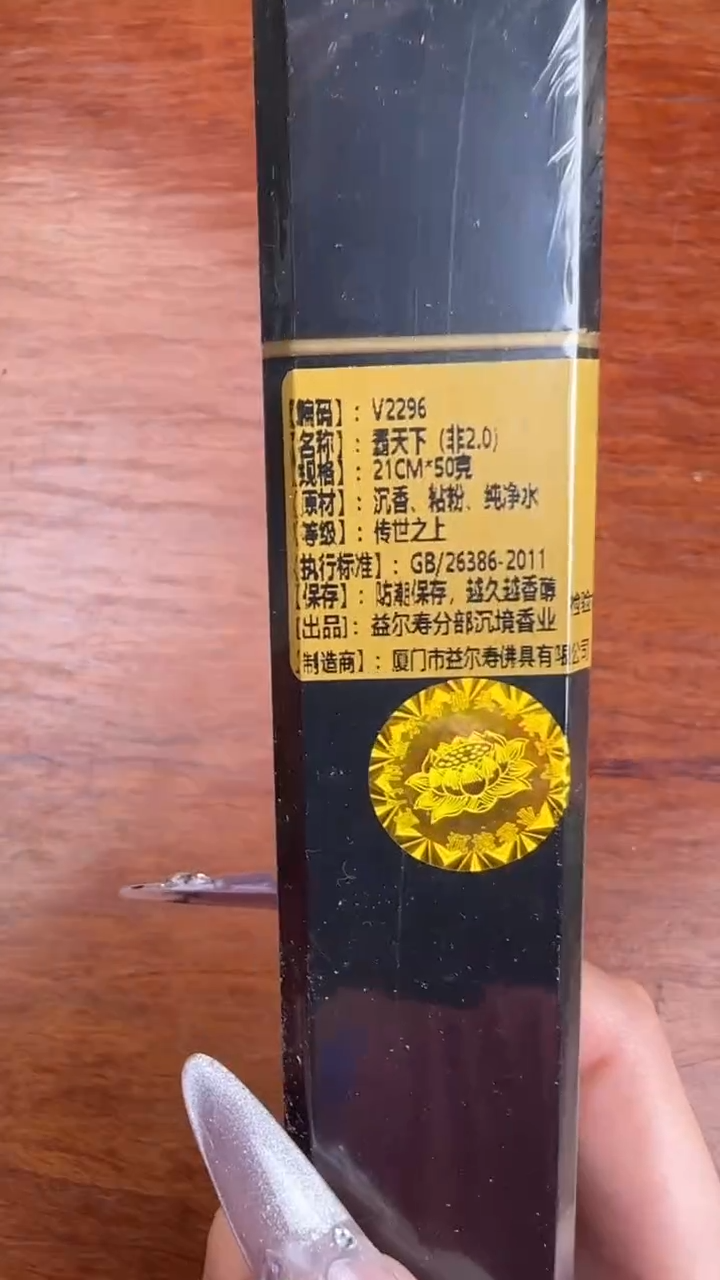 【编码】：V2296
【名称】：霸天下（非2.0）
【规格】：21CM*50克
【原材】：沉香、粘粉、纯净水
【等级】：传世之上
【执行标准】：GB/26386-2011
【保存】：防潮保存，越久越香醇
检验
【出品】：益尔寿分部沉境香业
【制造商】：厦门市益尔寿佛具有限公司